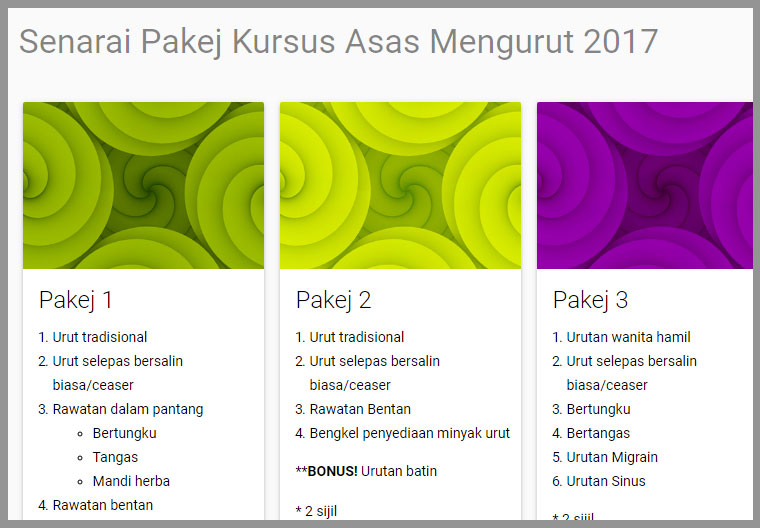 Senarai Pakej Kursus Asas Mengurut 2017
Pakej 1
1. Urut tradisional
2. Urut selepas bersalin
biasa/ceaser
3. Rawatan dalam pantang
Bertungku
Tangas
Mandi herba
4. Rawatan bentan
Pakej 2
1. Urut tradisional
2. Urut selepas bersalin
biasa/ceaser
3. Rawatan Bentan
4. Bengkel penyediaan minyak urut
**BONUS! Urutan batin
* 2 sijil
Pakej 3
1. Urutan wanita hamil
2. Urut selepas bersalin
biasa/ceaser
3. Bertungku
4. Bertangas
5. Urutan Migrain
6. Urutan Sinus
* 2 sijil